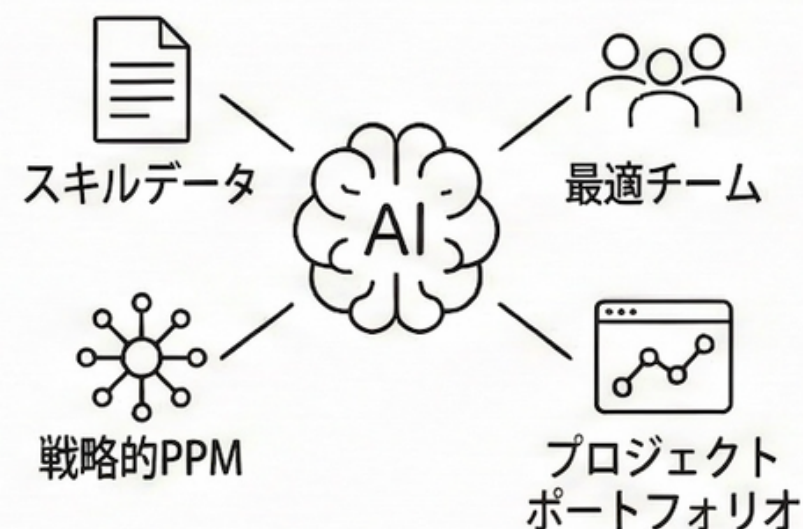 スキルデータ
最適チーム
AI
戦略的PPM
プロジェクト
ポートフォリオ